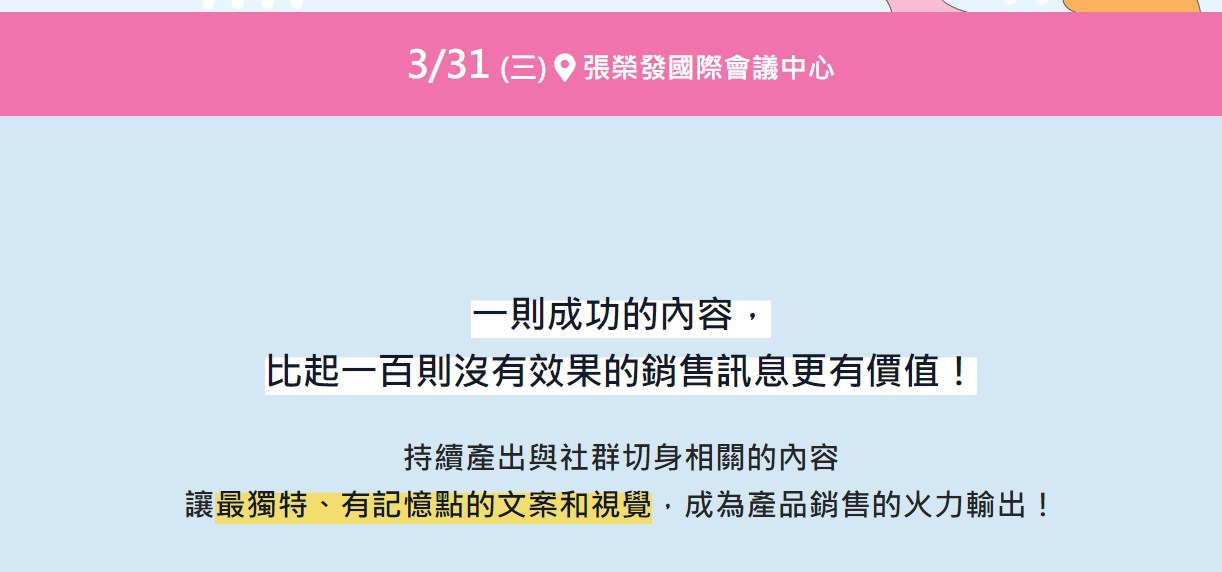 3/31 (三) 張榮發國際會議中心
一則成功的內容，
比起一百則沒有效果的銷售訊息更有價值！
持續產出與社群切身相關的內容
讓最獨特、有記憶點的文案和視覺，成為產品銷售的火力輸出！